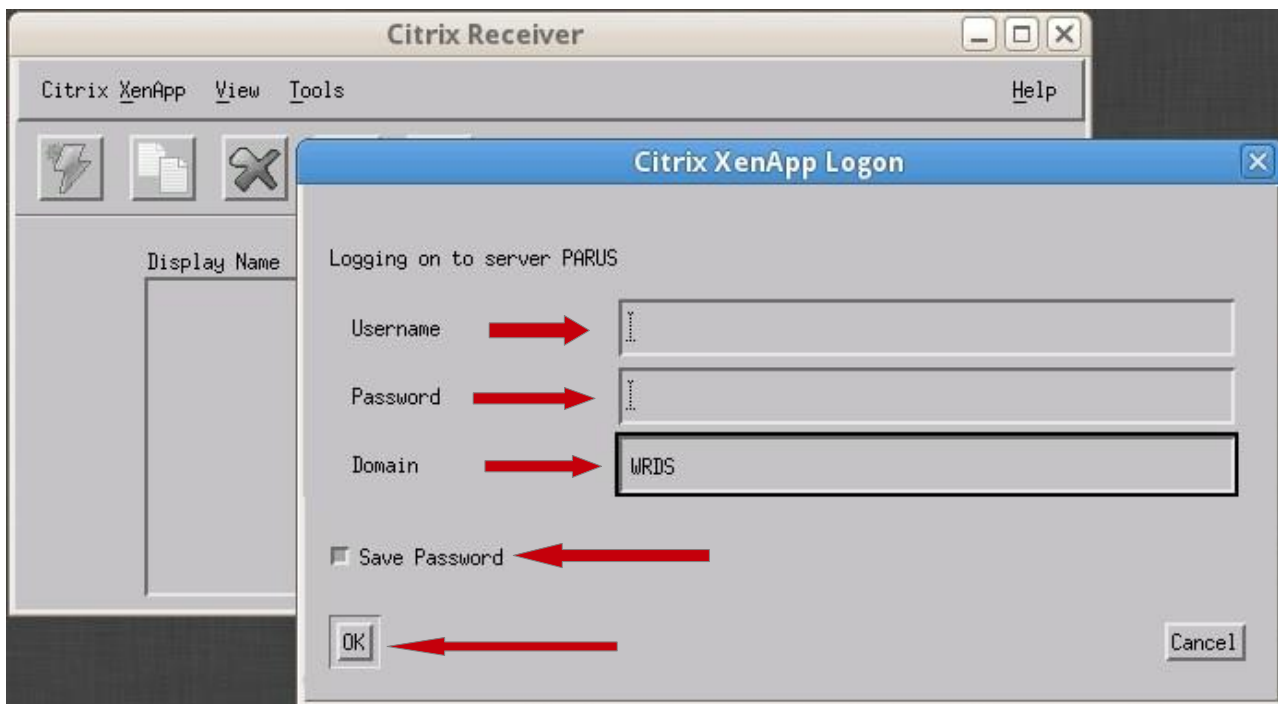 Citrix Receiver
Citrix XenApp View Tools Help
Citrix XenApp Logon
Display Name
Logging on to server PARUS
Username
Password
Domain WRDS
Save Password
OK Cancel